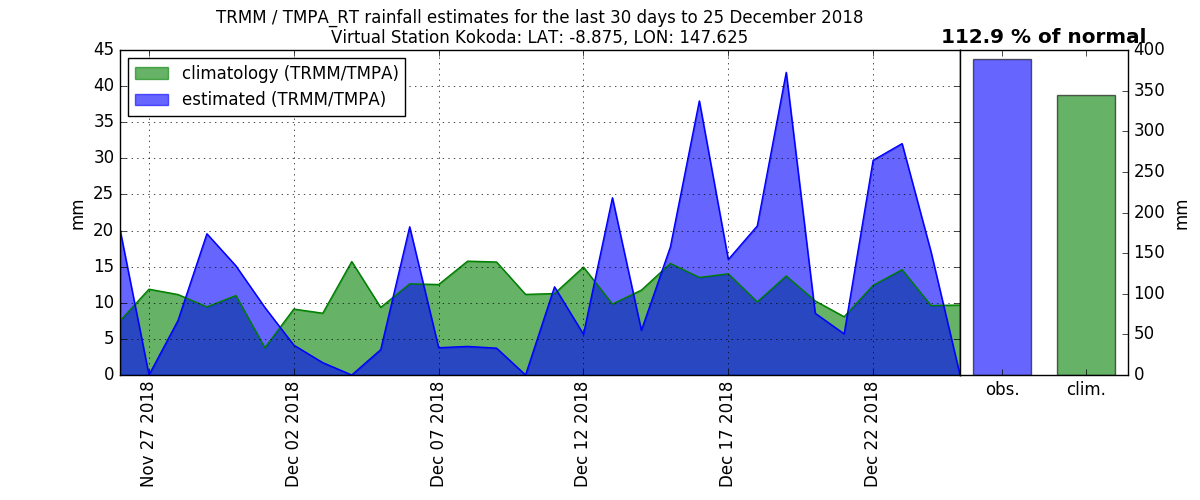 TRMM / TMPA_RT rainfall estimates for the last 30 days to 25 December 2018
Virtual Station Kokoda: LAT: -8.875, LON: 147.625
112.9 % of normal
climatology (TRMM/TMPA)
estimated (TRMM/TMPA)
45
40
35
30
25
20
15
10
5
0
mm
Nov 27 2018
Dec 02 2018
Dec 07 2018
Dec 12 2018
Dec 17 2018
Dec 22 2018
400
350
300
250
200
150
100
50
0
mm
obs.
clim.